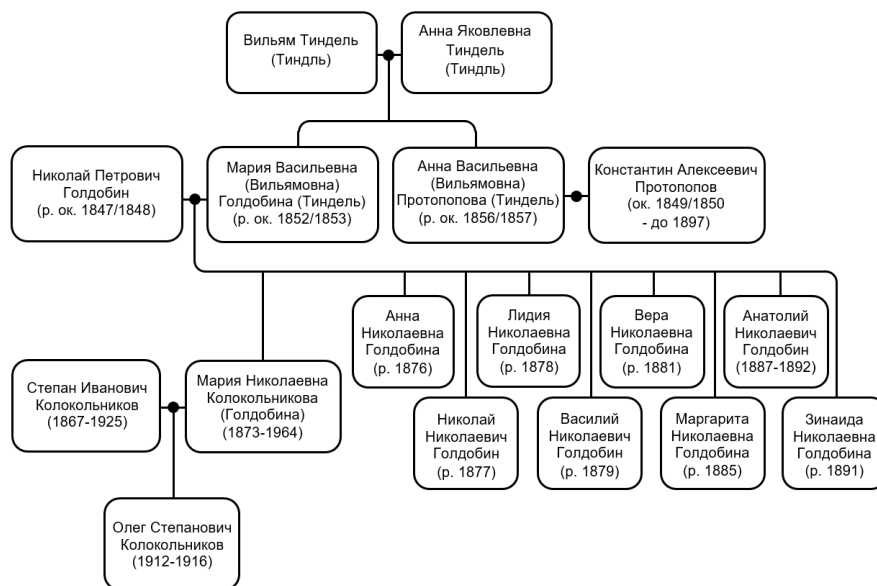 Вильям Тиндель
(Тиндль)
Анна Яковлевна
Тиндель
(Тиндль)
Николай Петрович
Голдобин
(р. ок. 1847/1848)
Мария Васильевна
(Вильямовна)
Голдобина (Тиндель)
(р. ок. 1852/1853)
Анна Васильевна
(Вильямовна)
Протопопова (Тиндель)
(р. ок. 1856/1857)
Константин Алексеевич
Протопопов
(ок. 1849/1850
- до 1897)
Анна
Николаевна
Голдобина
(р. 1876)
Лидия
Николаевна
Голдобина
(р. 1878)
Вера
Николаевна
Голдобина
(р. 1881)
Анатолий
Николаевич
Голдобин
(1887-1892)
Степан Иванович
Колокольников
(1867-1925)
Мария Николаевна
Колокольникова
(Голдобина)
(1873-1964)
Николай
Николаевич
Голдобин
(р. 1877)
Василий
Николаевич
Голдобин
(р. 1879)
Маргарита
Николаевна
Голдобина
(р. 1885)
Зинаида
Николаевна
Голдобина
(р. 1891)
Олег Степанович
Колокольников
(1912-1916)